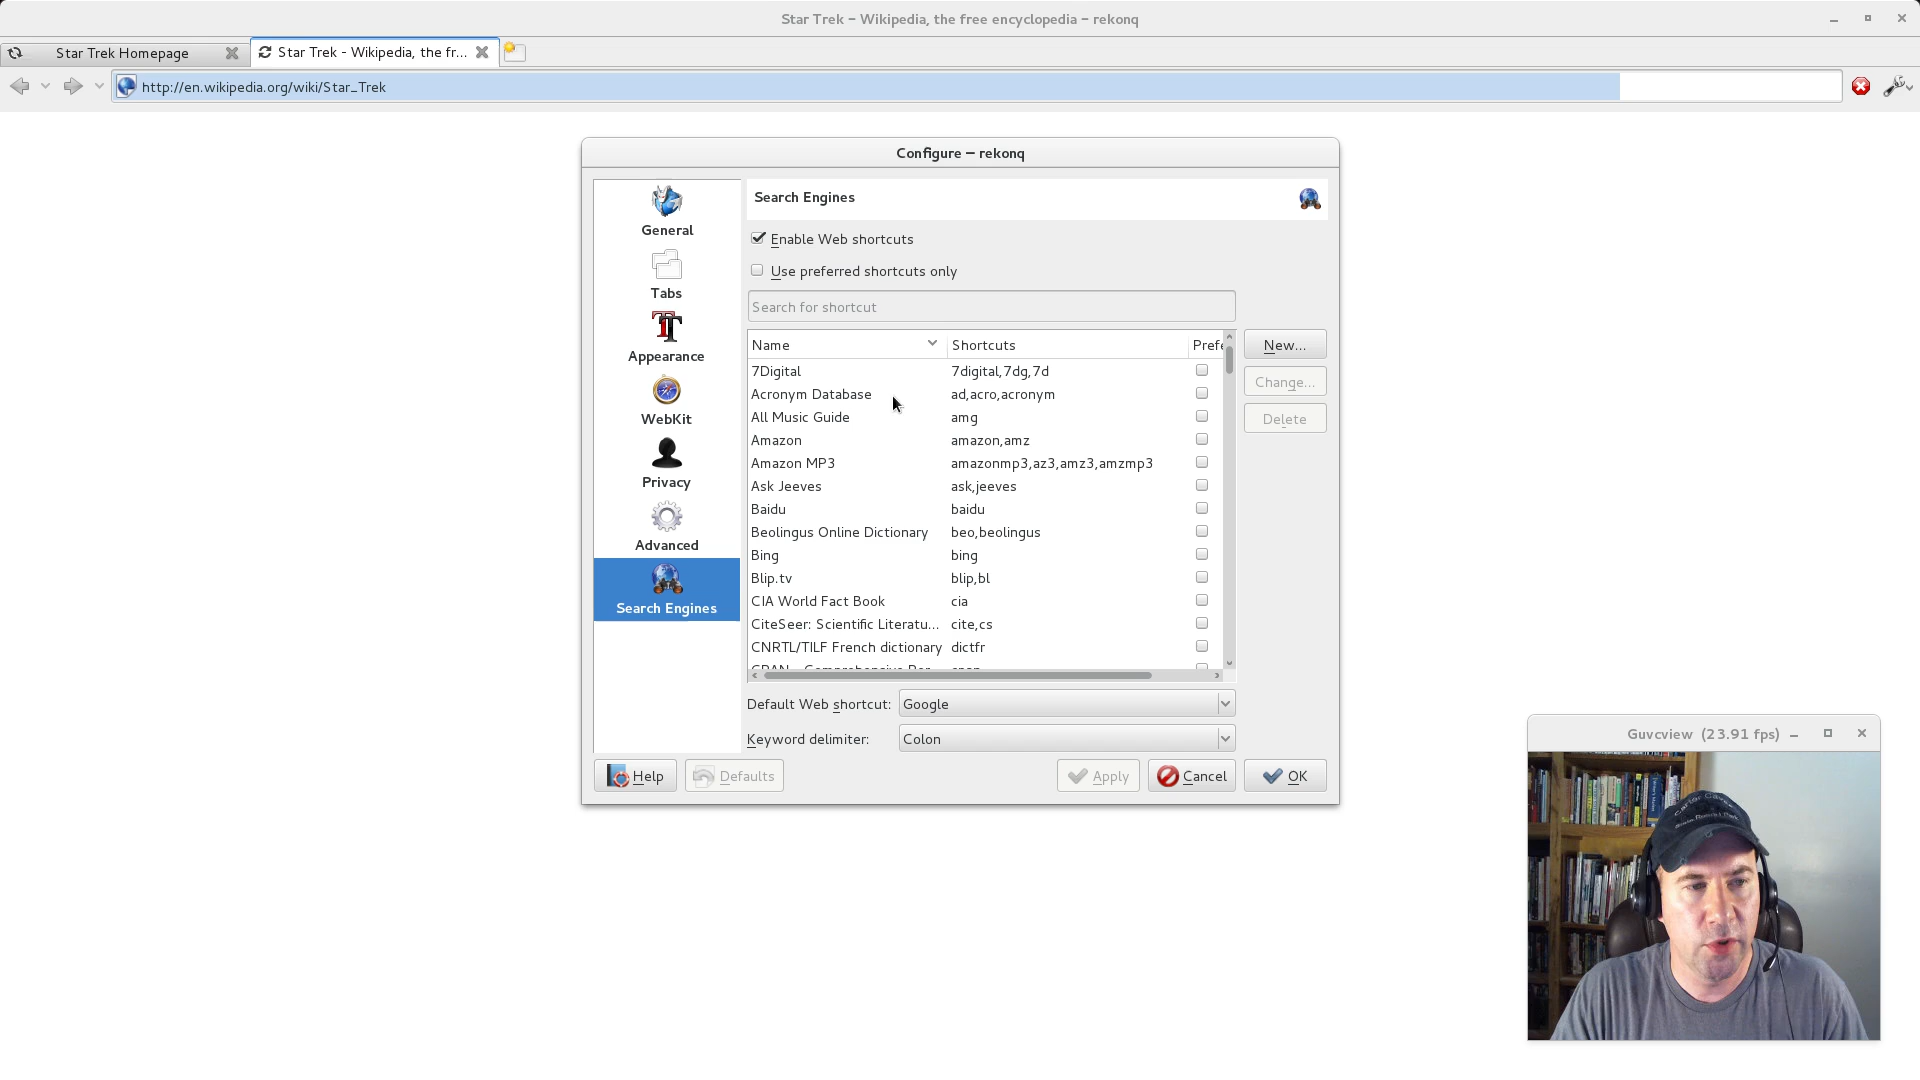 Star Trek – Wikipedia, the free encyclopedia – rekonq
Star Trek Homepage
Star Trek - Wikipedia, the fr...
http://en.wikipedia.org/wiki/Star_Trek
Configure – rekonq
General
Tabs
Appearance
WebKit
Privacy
Advanced
Search Engines
Search Engines
Enable Web shortcuts
Use preferred shortcuts only
Search for shortcut
Name Shortcuts Prefe
7Digital 7digital,7dg,7d
Acronym Database ad,acro,acronym
All Music Guide amg
Amazon amazon,amz
Amazon MP3 amazonmp3,az3,amz3,amzmp3
Ask Jeeves ask,jeeves
Baidu baidu
Beolingus Online Dictionary beo,beolingus
Bing bing
Blip.tv blip,bl
CIA World Fact Book cia
CiteSeer: Scientific Literatu... cite,cs
CNRTL/TILF French dictionary dictfr
New...
Change...
Delete
Default Web shortcut: Google
Keyword delimiter: Colon
Help Defaults Apply Cancel OK
Guvcview (23.91 fps)